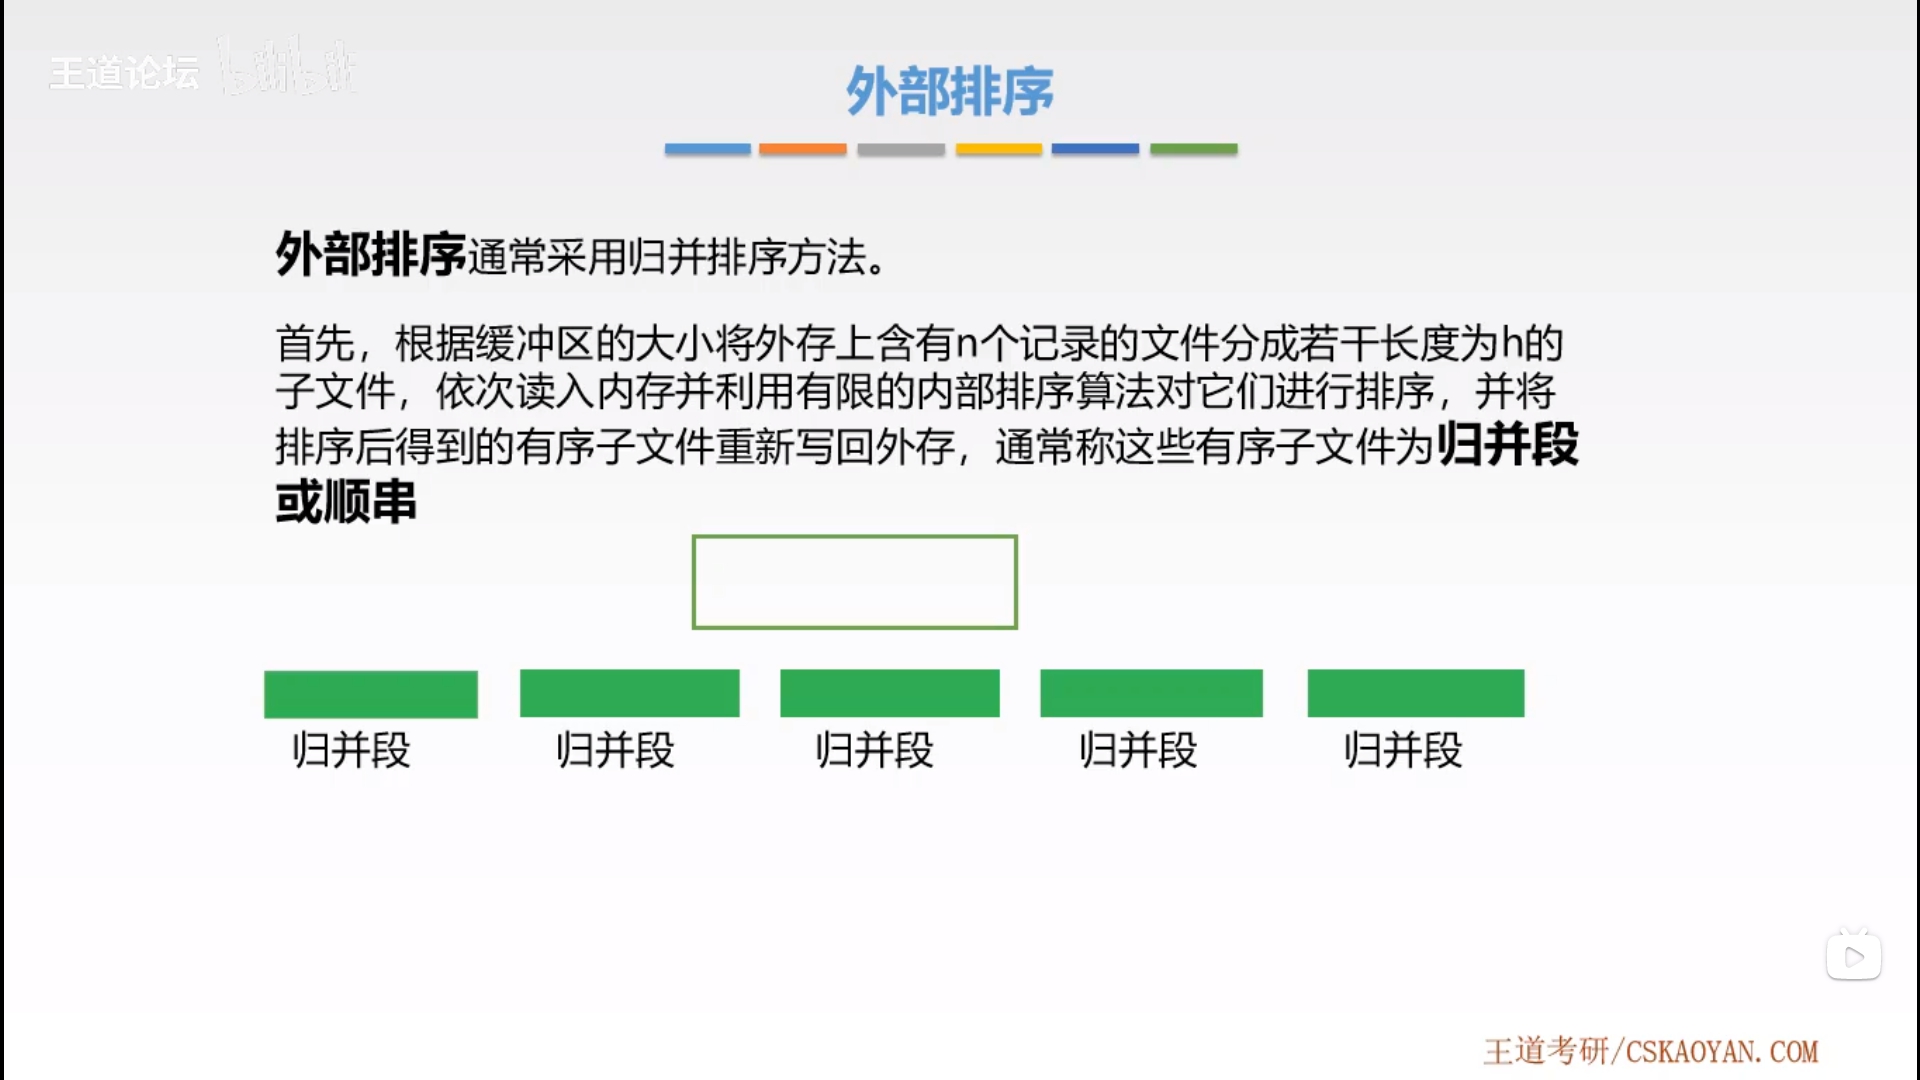 王道论坛 bilibili
外部排序
外部排序通常采用归并排序方法。
首先，根据缓冲区的大小将外存上含有n个记录的文件分成若干长度为h的
子文件，依次读入内存并利用有限的内部排序算法对它们进行排序，并将
排序后得到的有序子文件重新写回外存，通常称这些有序子文件为归并段
或顺串
归并段 归并段 归并段 归并段 归并段
王道考研/CSKAOYAN.COM